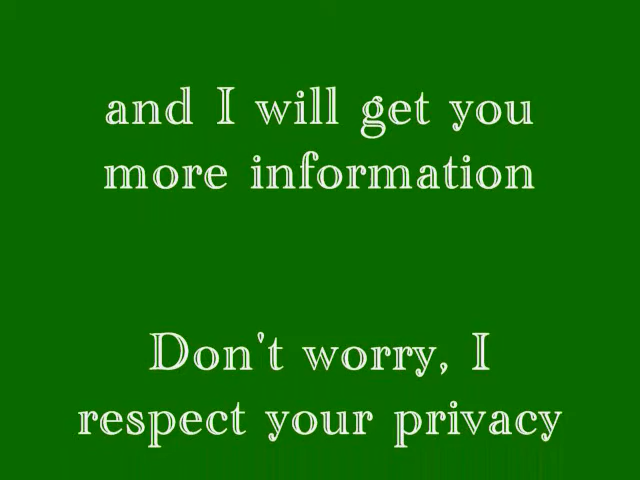 and I will get you
more information
Don't worry, I
respect your privacy